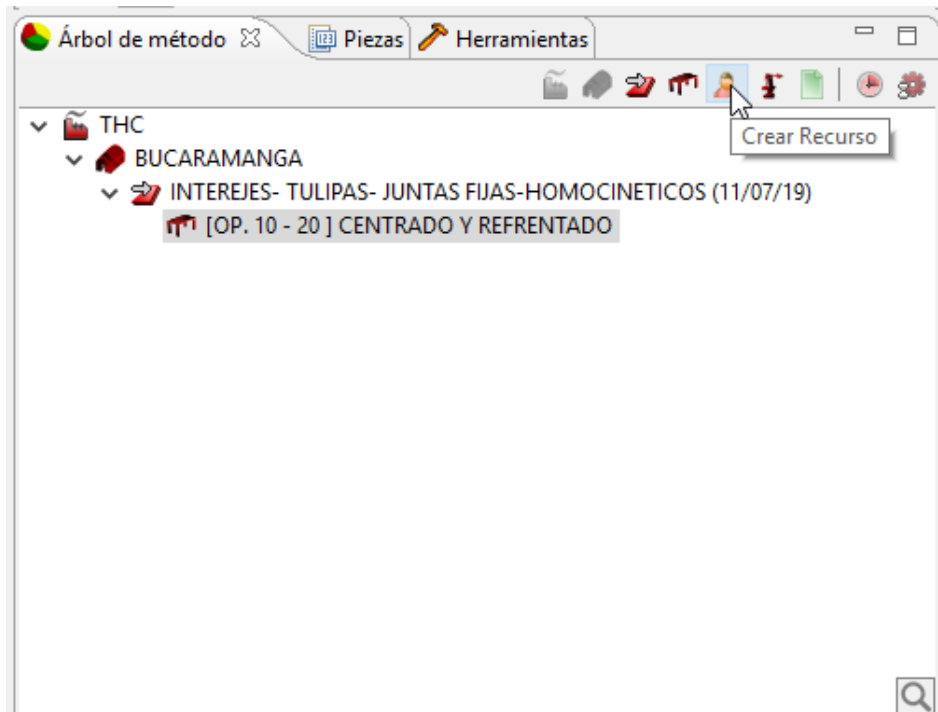 Árbol de método Piezas Herramientas
Crear Recurso
THC
BUCARAMANGA
INTEREJES- TULIPAS- JUNTAS FIJAS-HOMOCINETICOS (11/07/19)
[OP. 10 - 20 ] CENTRADO Y REFRENTADO